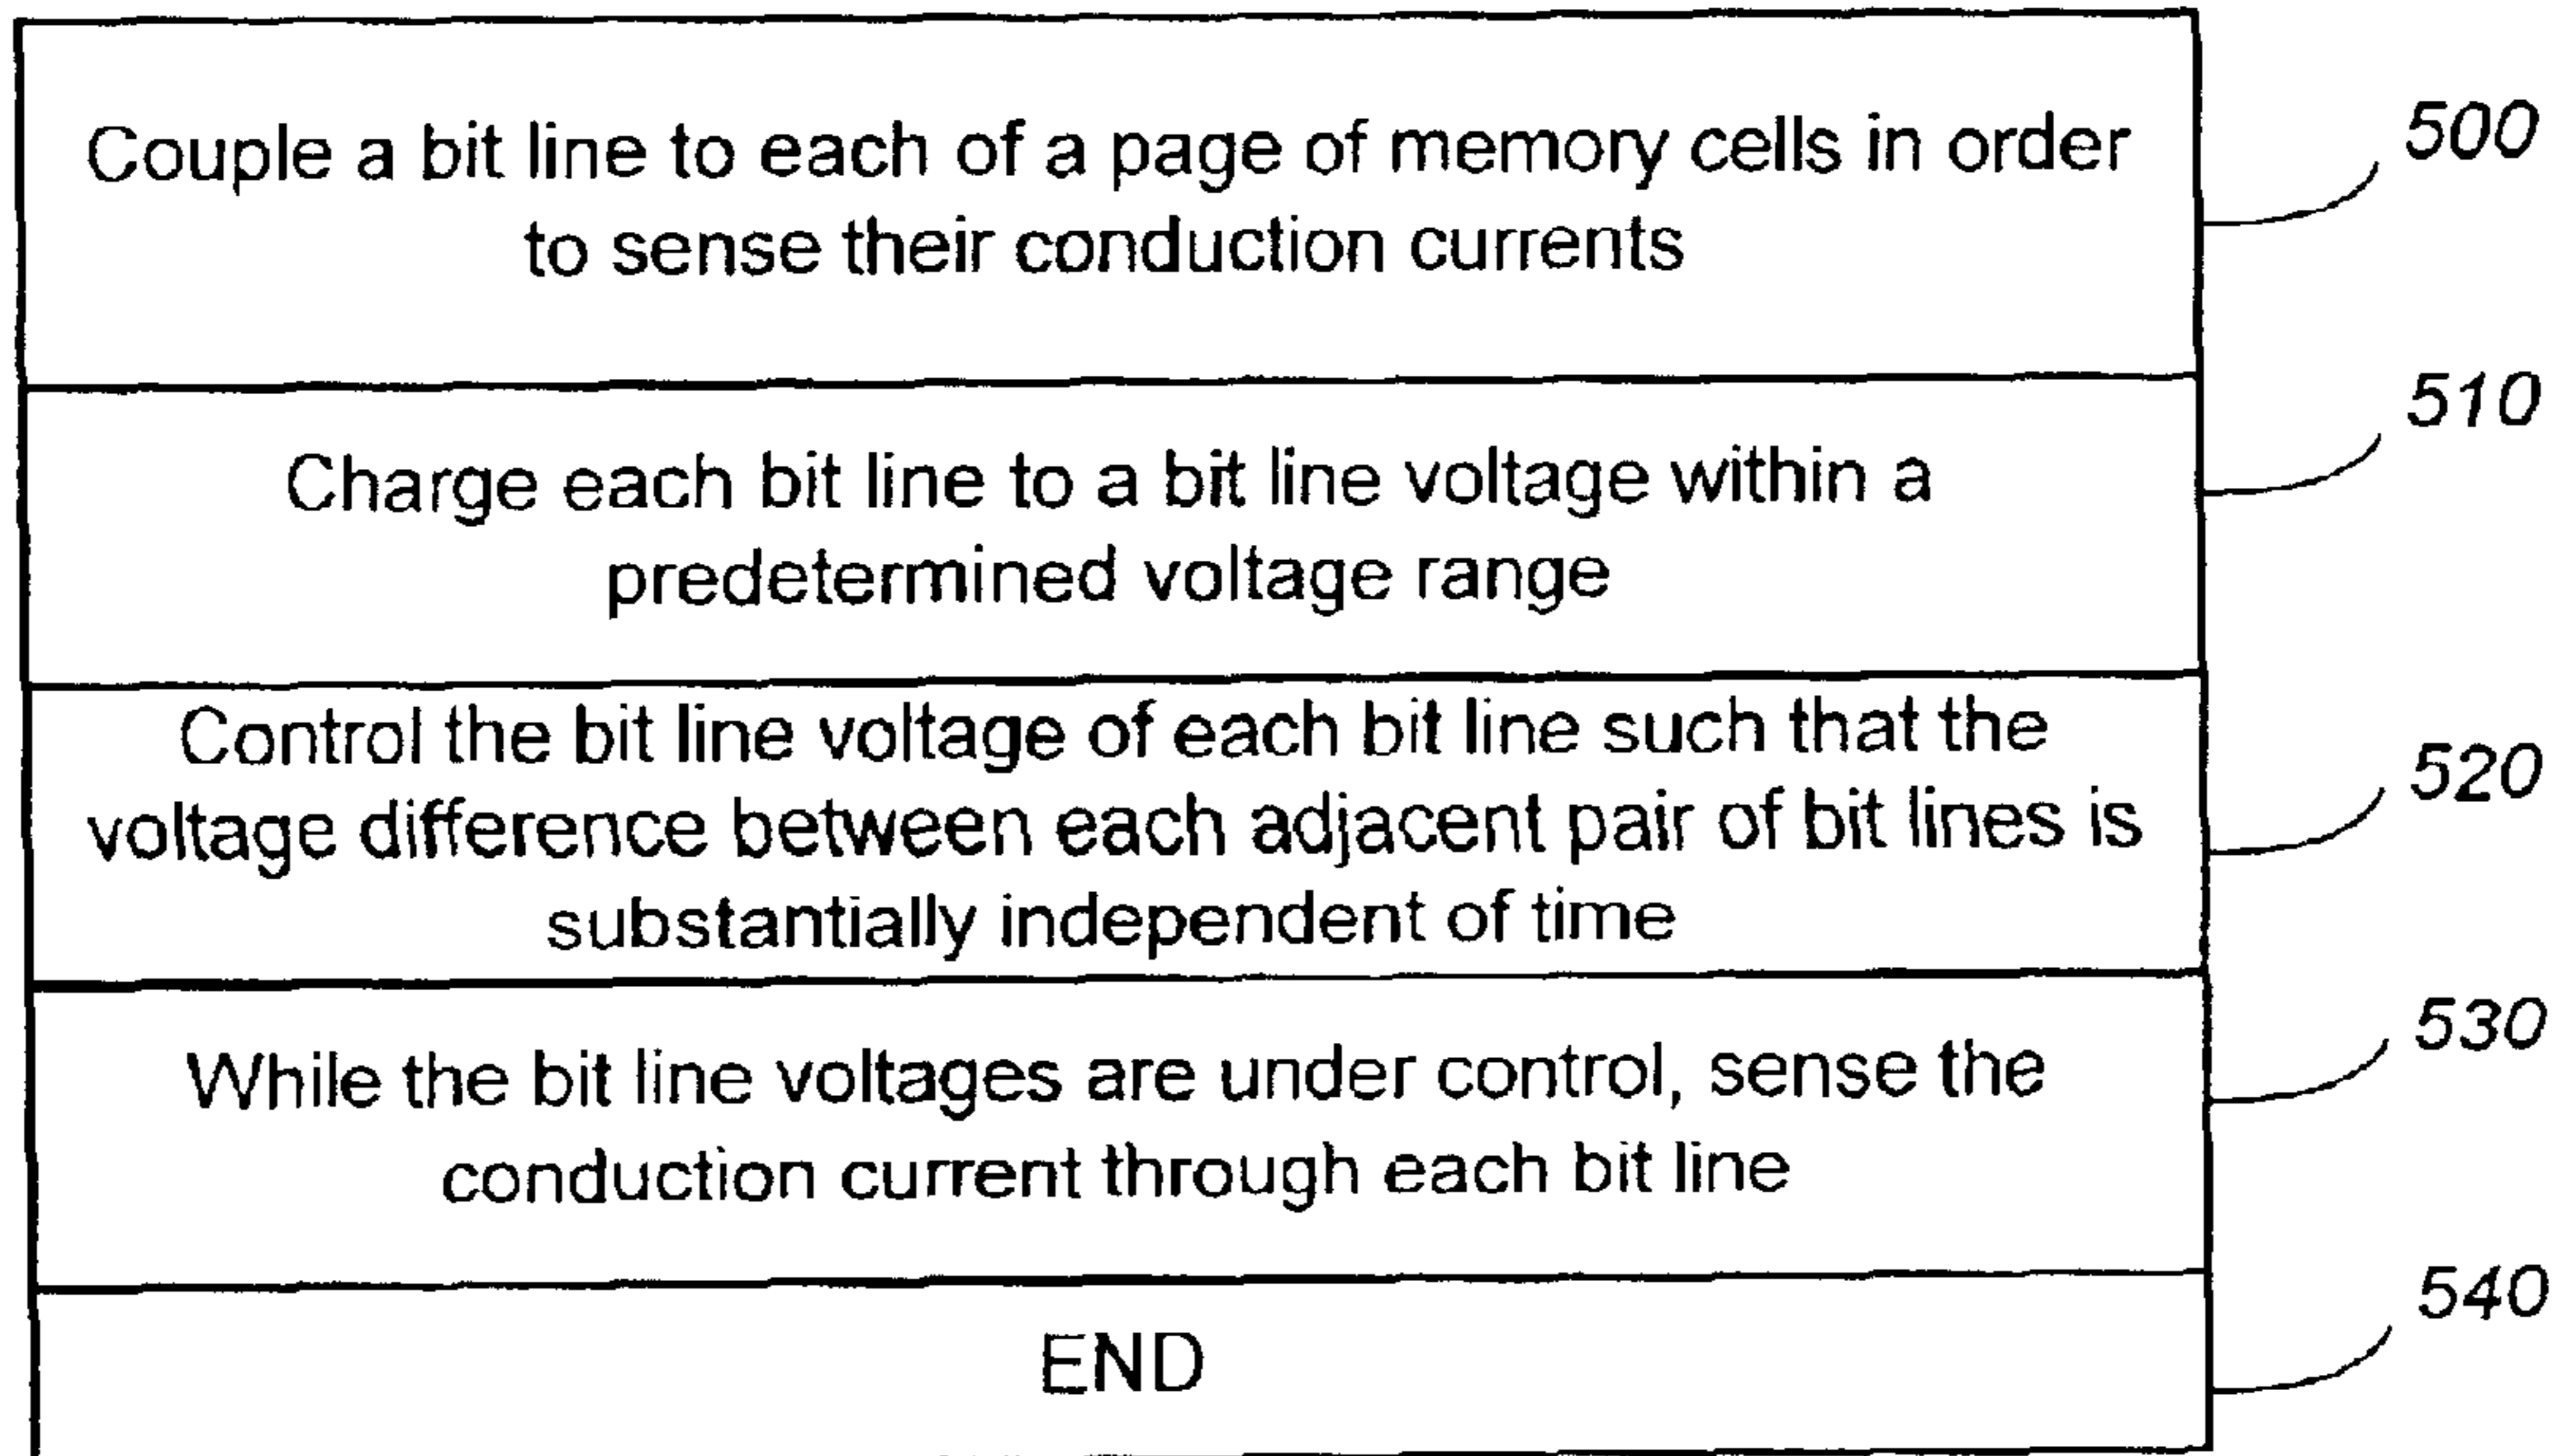 Couple a bit line to each of a page of memory cells in order
to sense their conduction currents
500
Charge each bit line to a bit line voltage within a
predetermined voltage range
510
Control the bit line voltage of each bit line such that the
voltage difference between each adjacent pair of bit lines is
substantially independent of time
520
While the bit line voltages are under control, sense the
conduction current through each bit line
530
END
540